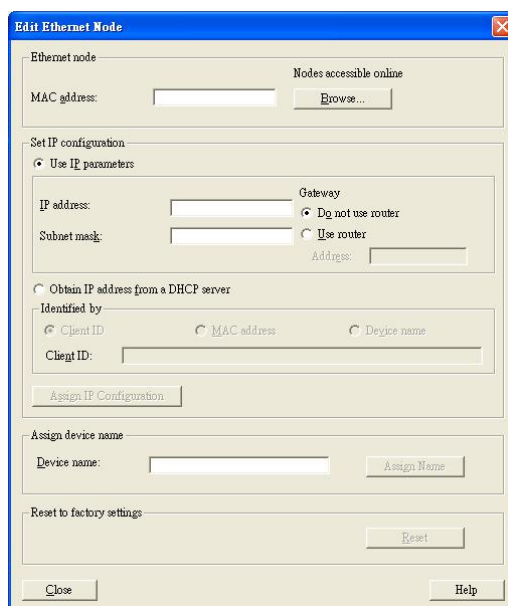 Edit Ethernet Node
Ethernet node
Nodes accessible online
MAC address:
Browse...
Set IP configuration
Use IP parameters
IP address:
Gateway
Do not use router
Subnet mask:
Use router
Address:
Obtain IP address from a DHCP server
Identified by
Client ID
MAC address
Device name
Client ID:
Assign IP Configuration
Assign device name
Device name:
Assign Name
Reset to factory settings
Reset
Close
Help